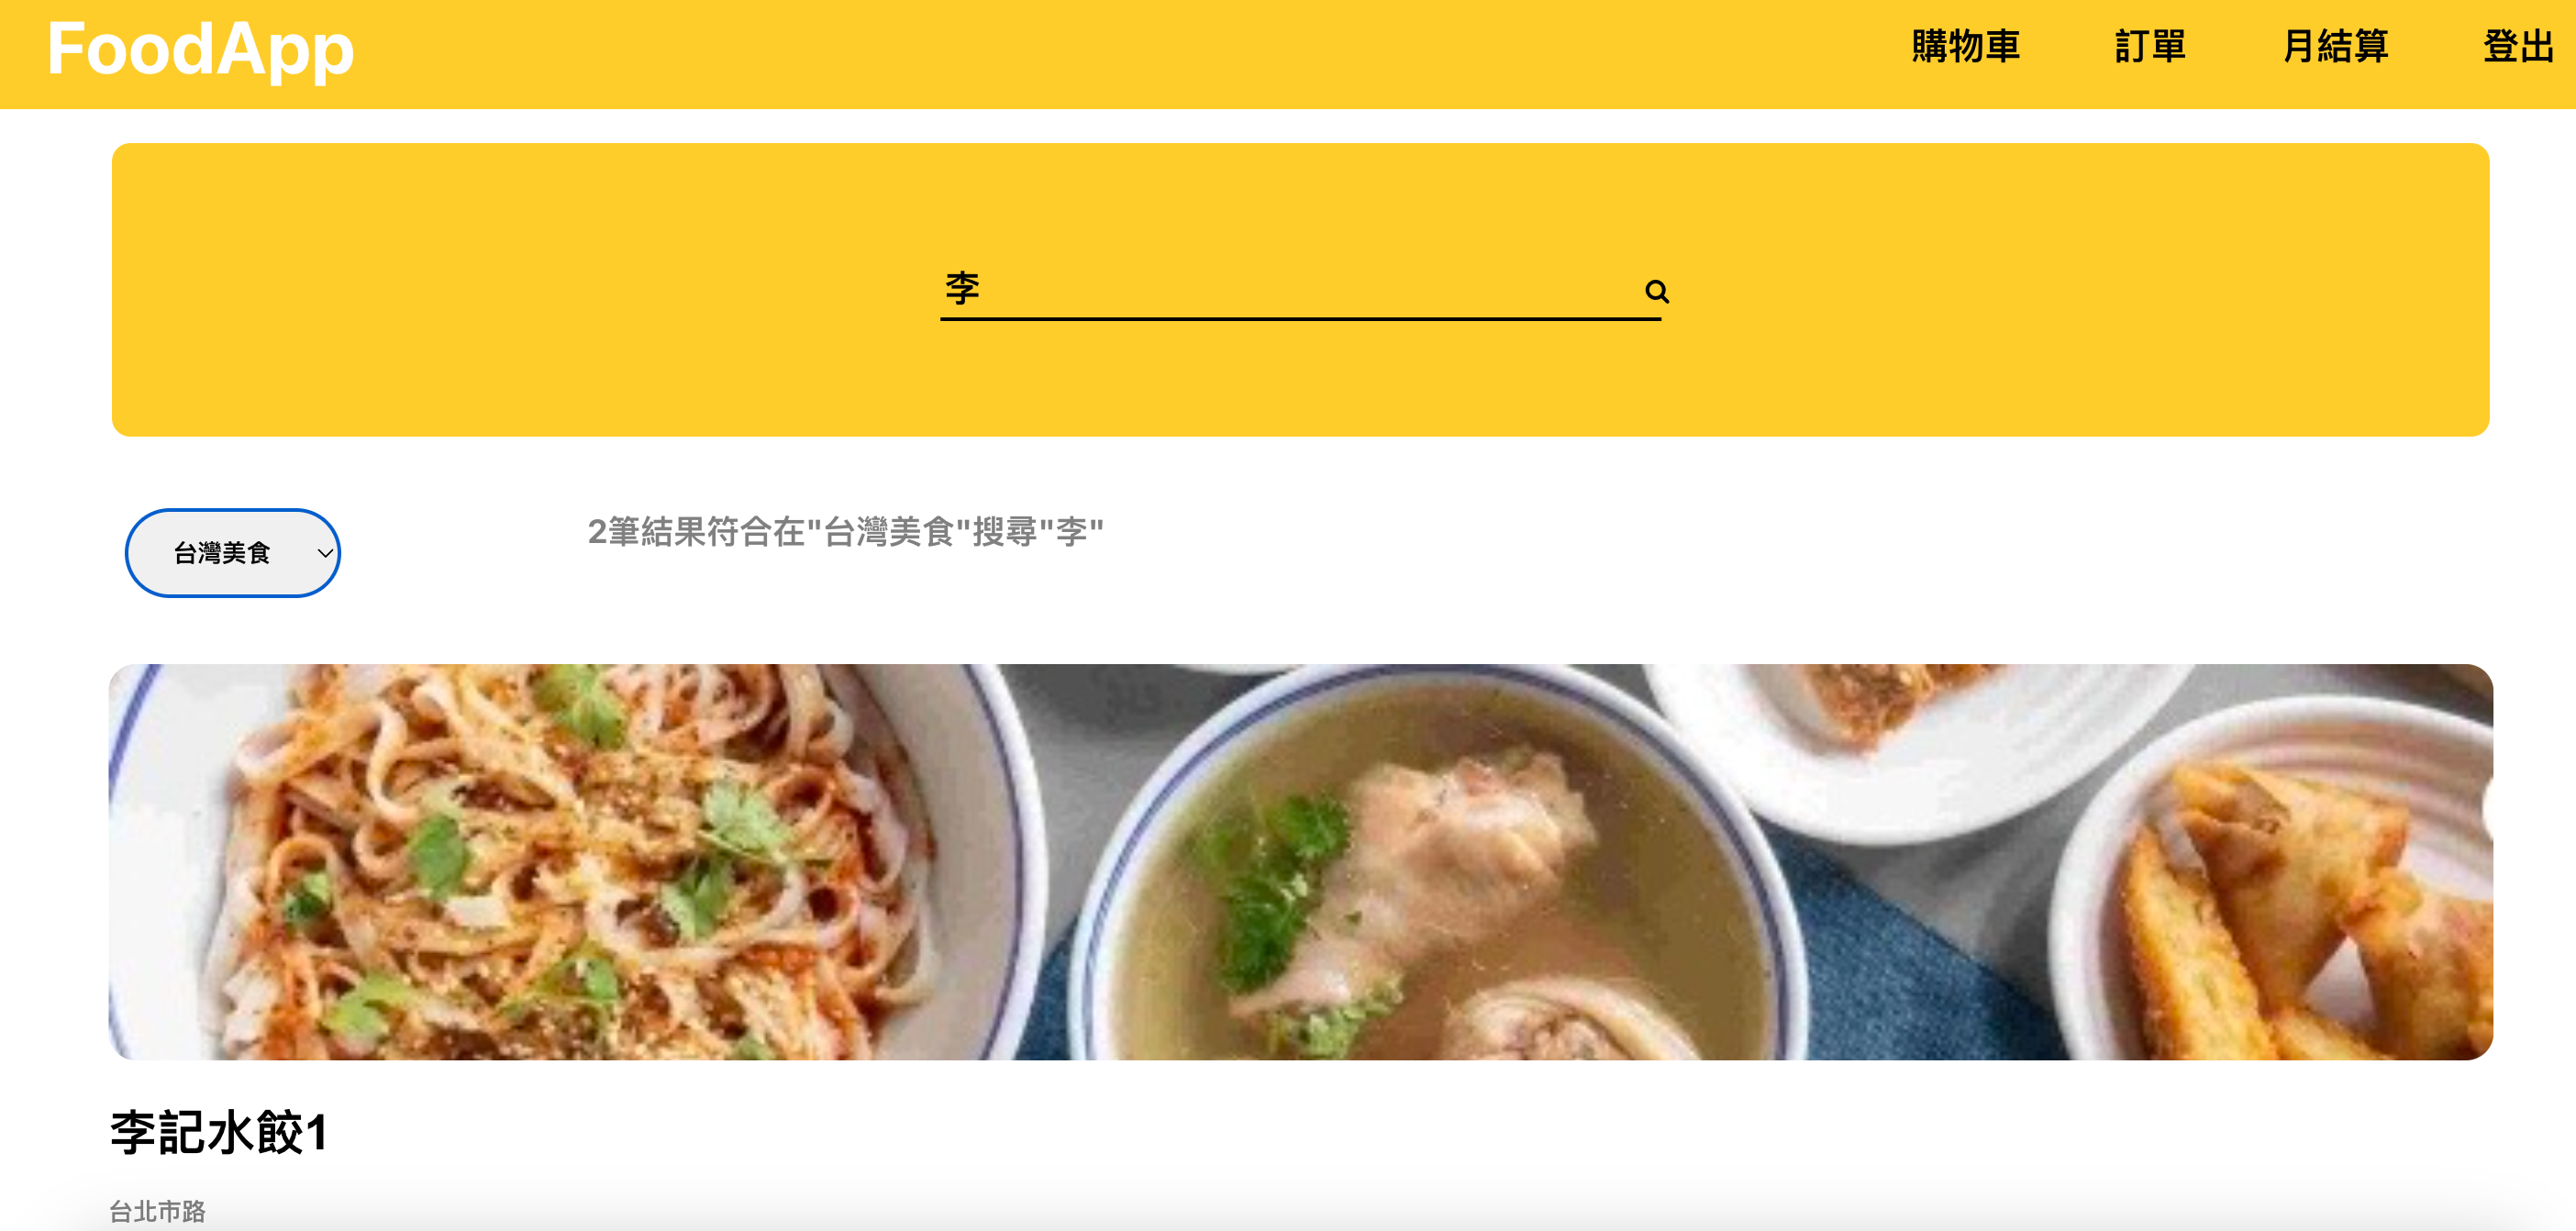 FoodApp 購物車 訂單 月結算 登出
李
台灣美食
2筆結果符合在"台灣美食"搜尋"李"
李記水餃1
台北市路